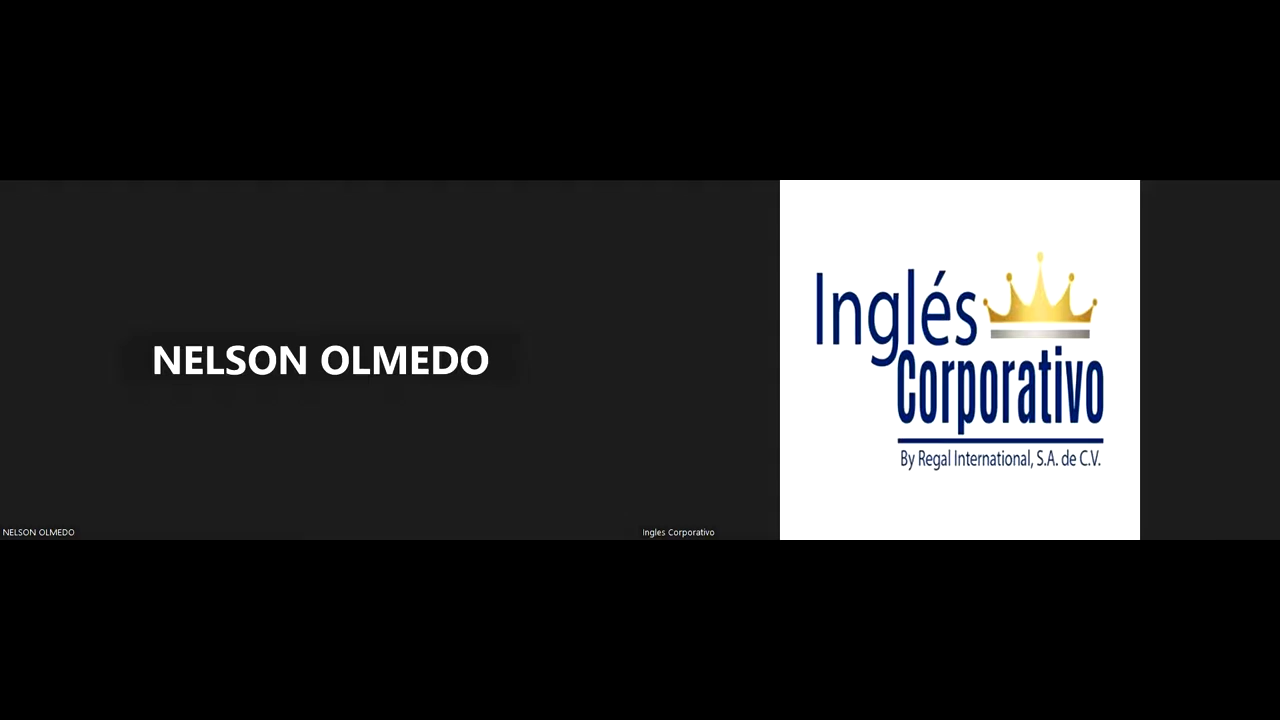 NELSON OLMEDO
NELSON OLMEDO
Inglés
Corporativo
By Regal International, S.A. de C.V.
Ingles Corporativo